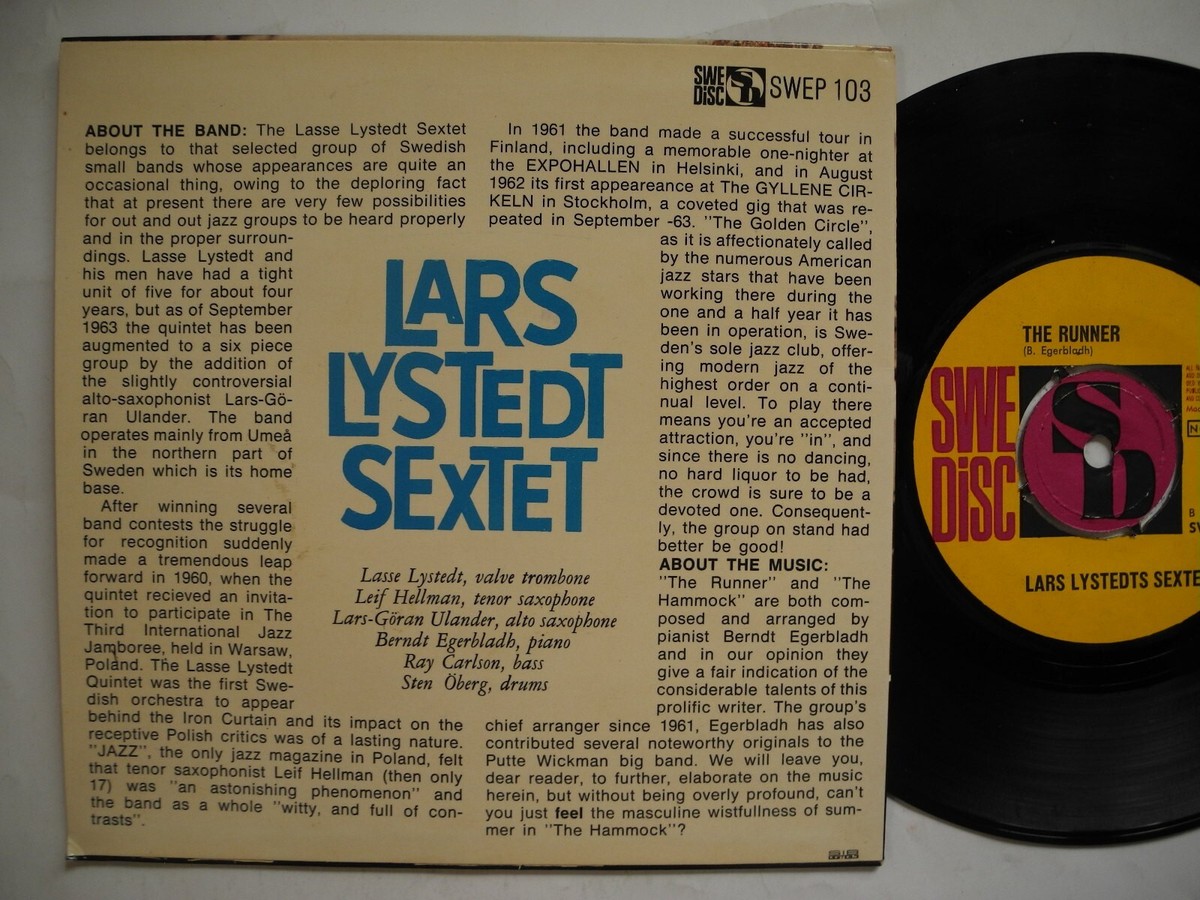 SWE
DiSC
SD
SWEP 103
ABOUT THE BAND: The Lasse Lystedt Sextet
belongs to that selected group of Swedish
small bands whose appearances are quite an
occasional thing, owing to the deploring fact
that at present there are very few possibilities
for out and out jazz groups to be heard properly
and in the proper surroun-
dings. Lasse Lystedt and
his men have had a tight
unit of five for about four
years, but as of September
1963 the quintet has been
augmented to a six piece
group by the addition of
the slightly controversial
alto-saxophonist Lars-Gö-
ran Ulander. The band
operates mainly from Umeå
in the northern part of
Sweden which is its home
base.
After winning several
band contests the struggle
for recognition suddenly
made a tremendous leap
forward in 1960, when the
quintet recieved an invita-
tion to participate in The
Third International Jazz
Jamboree, held in Warsaw,
Poland. The Lasse Lystedt
Quintet was the first Swe-
dish orchestra to appear
behind the Iron Curtain and its impact on the
receptive Polish critics was of a lasting nature.
"JAZZ", the only jazz magazine in Poland, felt
that tenor saxophonist Leif Hellman (then only
17) was "an astonishing phenomenon" and
the band as a whole "witty, and full of con-
trasts".
LARS
LYSTEDT
SEXTET
Lasse Lystedt, valve trombone
Leif Hellman, tenor saxophone
Lars-Göran Ulander, alto saxophone
Berndt Egerbladh, piano
Ray Carlson, bass
Sten Öberg, drums
In 1961 the band made a successful tour in
Finland, including a memorable one-nighter at
the EXPOHALLEN in Helsinki, and in August
1962 its first appeareance at The GYLLENE CIR-
KELN in Stockholm, a coveted gig that was re-
peated in September -63. "The Golden Circle",
as it is affectionately called
by the numerous American
jazz stars that have been
working there during the
one and a half year it has
been in operation, is Swe-
den's sole jazz club, offer-
ing modern jazz of the
highest order on a conti-
nual level. To play there
means you're an accepted
attraction, you're "in", and
since there is no dancing,
no hard liquor to be had,
the crowd is sure to be a
devoted one. Consequent-
ly, the group on stand had
better be good!
ABOUT THE MUSIC:
"The Runner" and "The
Hammock" are both com-
posed and arranged by
pianist Berndt Egerbladh
and in our opinion they
give a fair indication of the
considerable talents of this
prolific writer. The group's
chief arranger since 1961, Egerbladh has also
contributed several noteworthy originals to the
Putte Wickman big band. We will leave you,
dear reader, to further, elaborate on the music
herein, but without being overly profound, can't
you just feel the masculine wistfullness of sum-
mer in "The Hammock"?
THE RUNNER
(B. Egerbladh)
SWE
DiSC
SD
B
LARS LYSTEDTS SEXTE